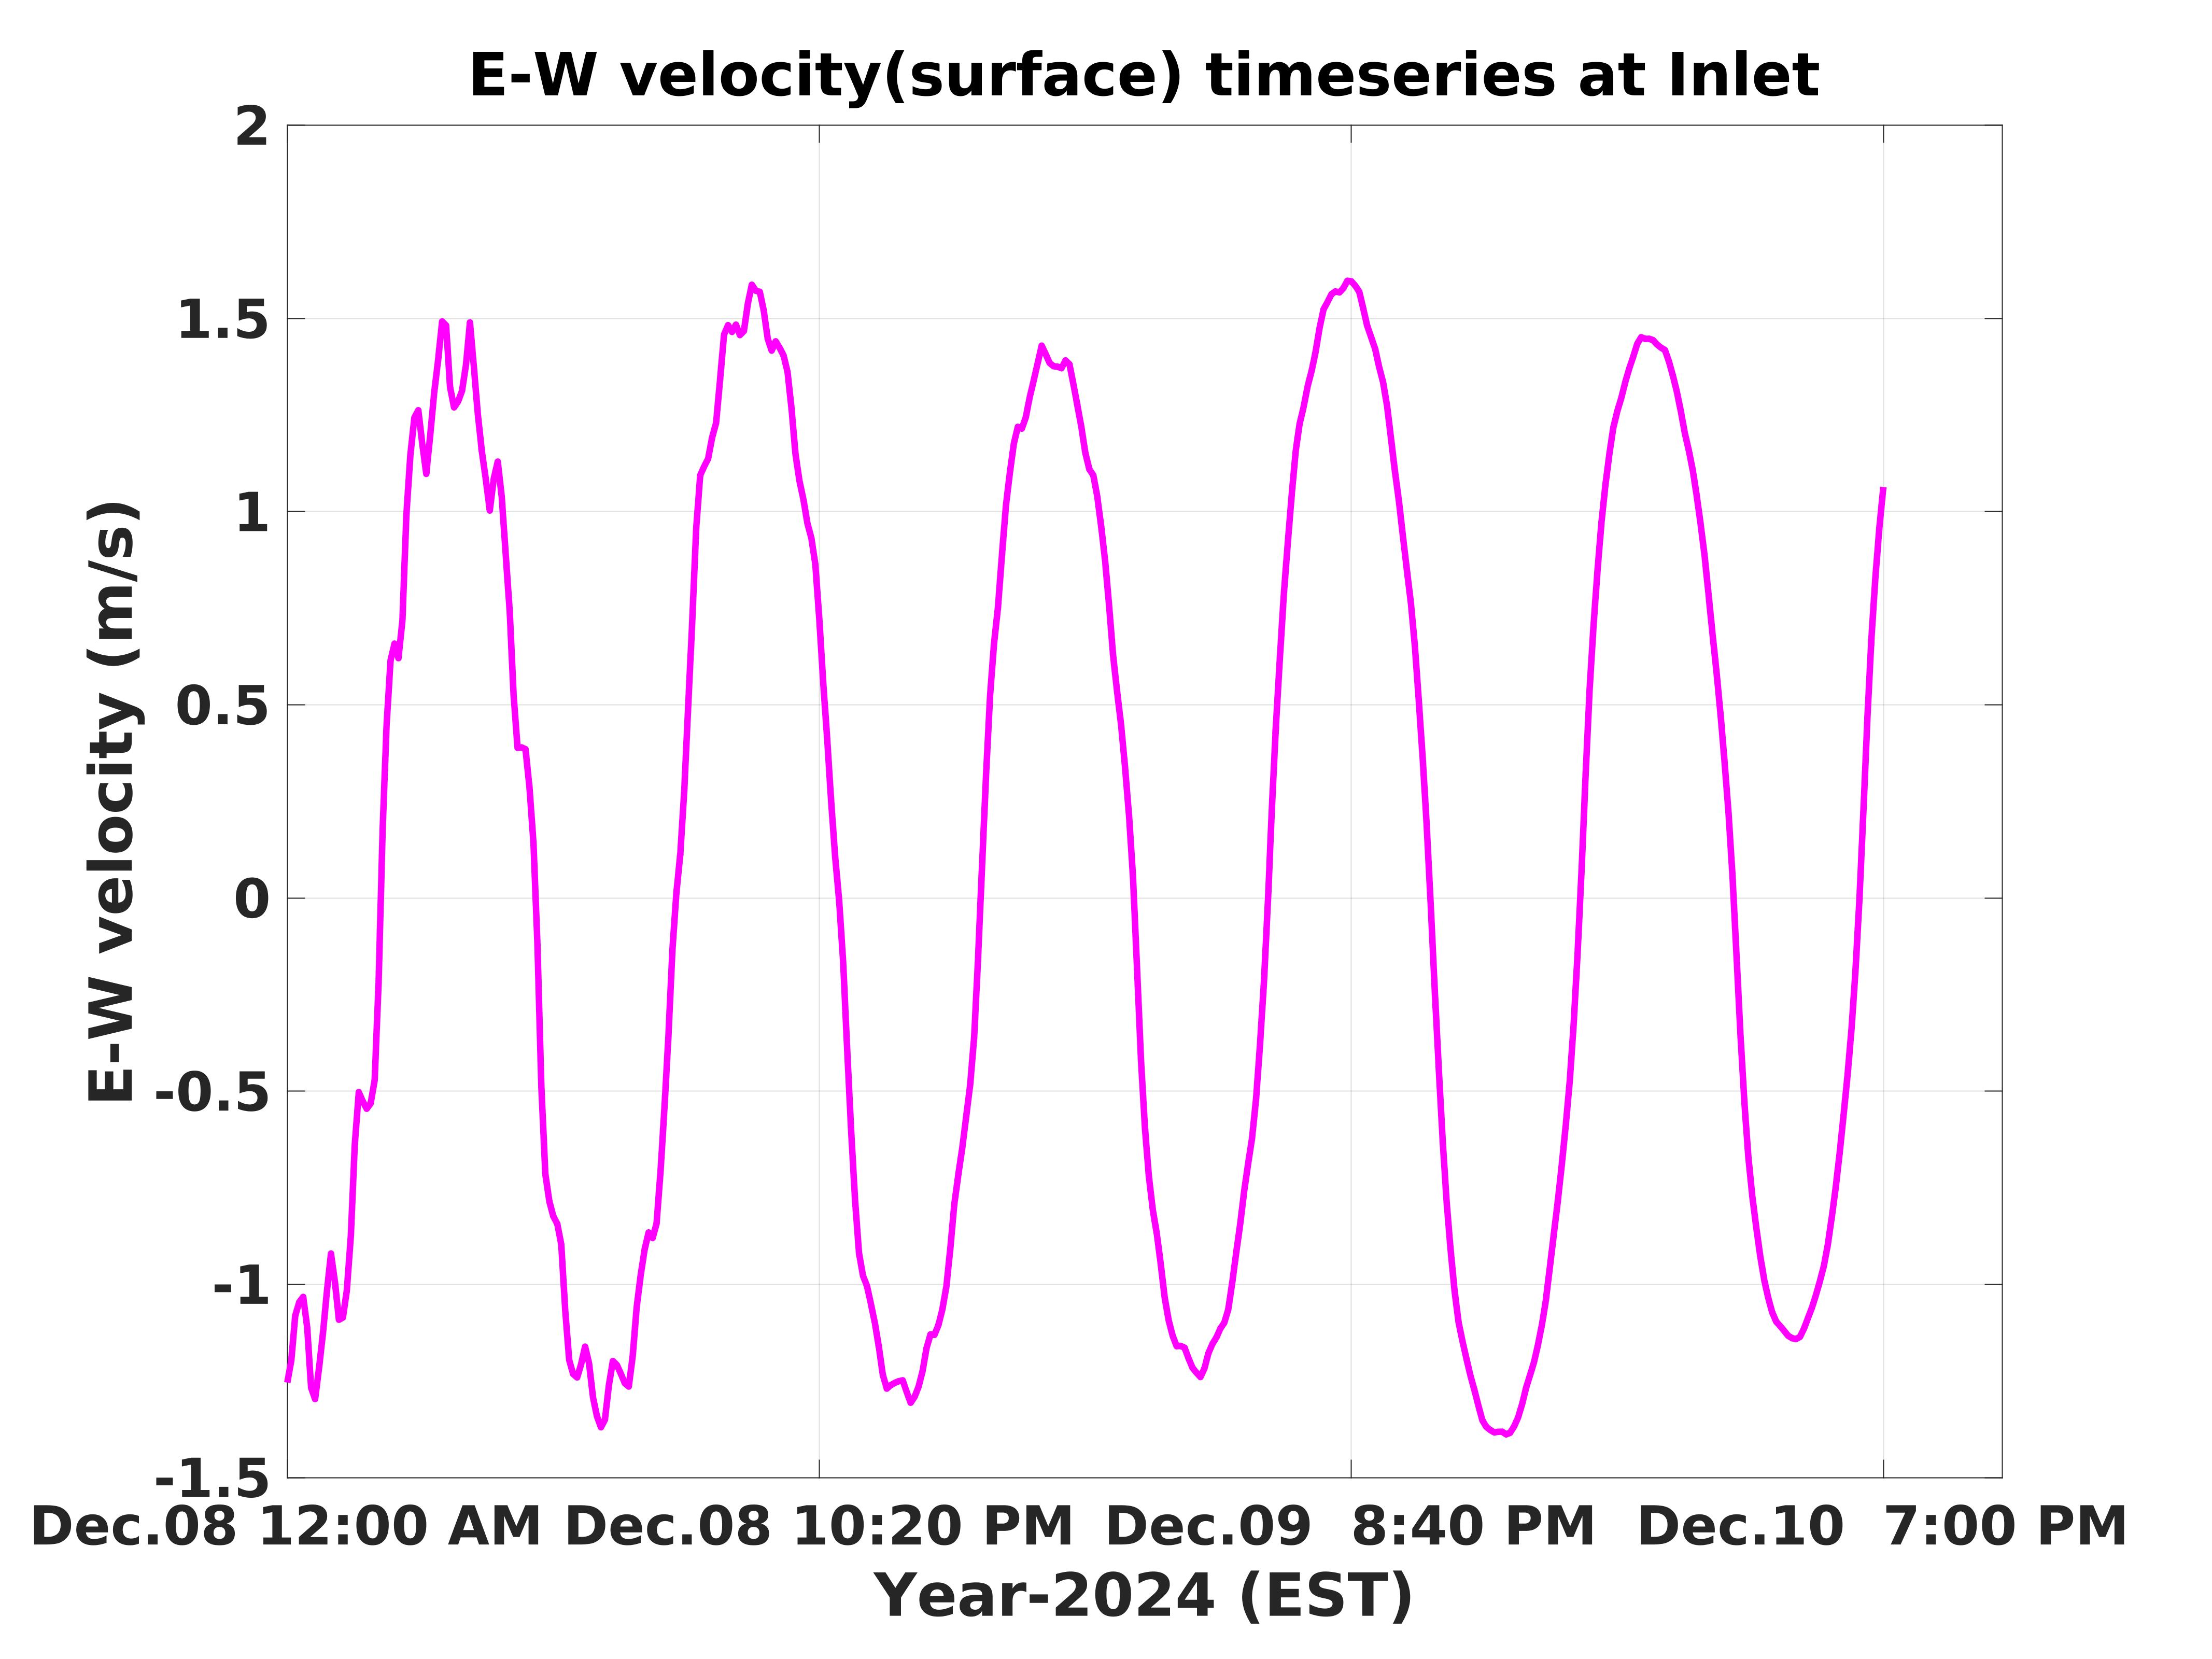 E-W velocity(surface) timeseries at Inlet
E-W velocity (m/s)
2
1.5
1
0.5
0
-0.5
-1
-1.5
Dec.08 12:00 AM Dec.08 10:20 PM Dec.09 8:40 PM Dec.10 7:00 PM
Year-2024 (EST)